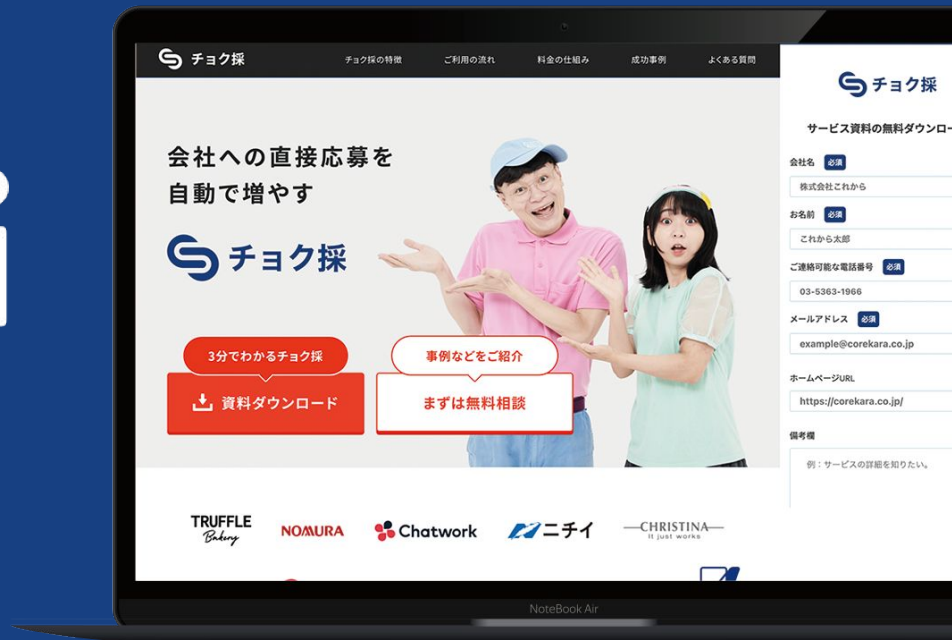 チョク採
チョク採の特徴
ご利用の流れ
料金の仕組み
成功事例
よくある質問
会社への直接応募を
自動で増やす
チョク採
3分でわかるチョク採
資料ダウンロード
事例などをご紹介
まずは無料相談
TRUFFLE
Bakery
NOMURA
Chatwork
ニチイ
CHRISTINA
It just works
チョク採
サービス資料の無料ダウンロー
会社名 必須
株式会社これから
お名前 必須
これから太郎
ご連絡可能な電話番号 必須
03-5363-1966
メールアドレス 必須
example@corekara.co.jp
ホームページURL
https://corekara.co.jp/
備考欄
例：サービスの詳細を知りたい。
NoteBook Air